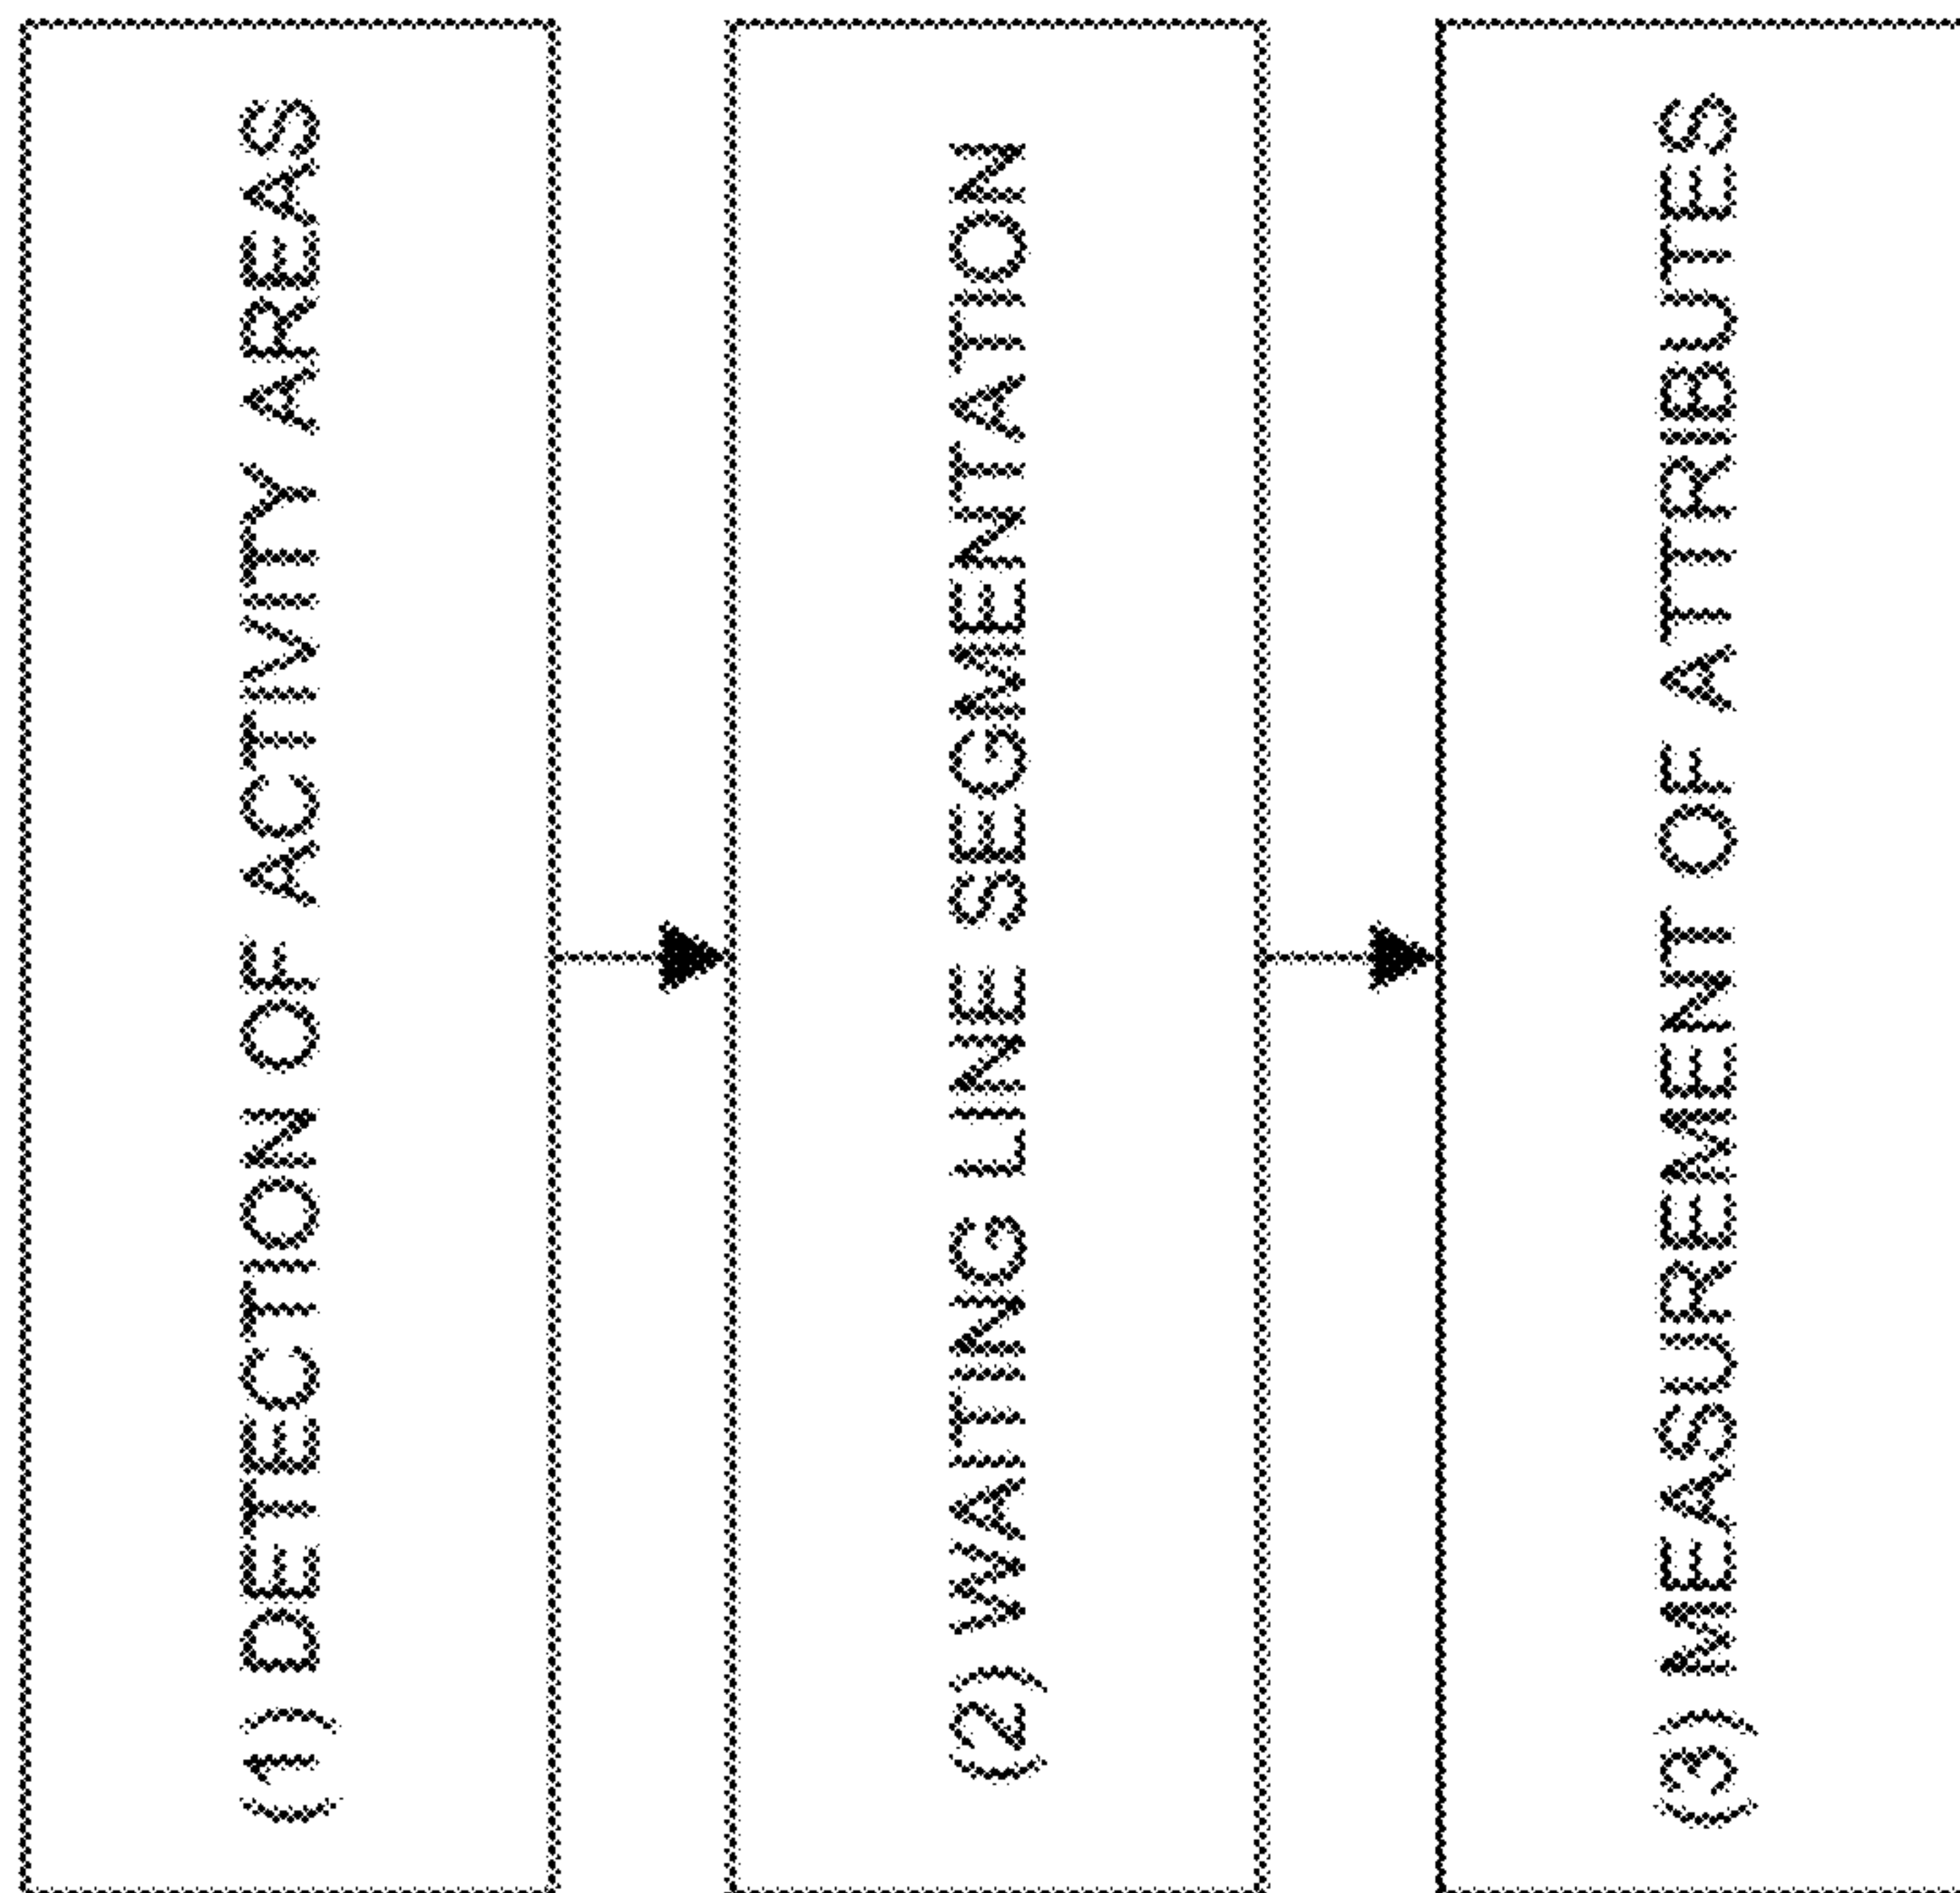 (1) DETECTION OF ACTIVITY AREAS
(2) WAITING LINE SEGMENTATION
(3) MEASUREMENT OF ATTRIBUTES